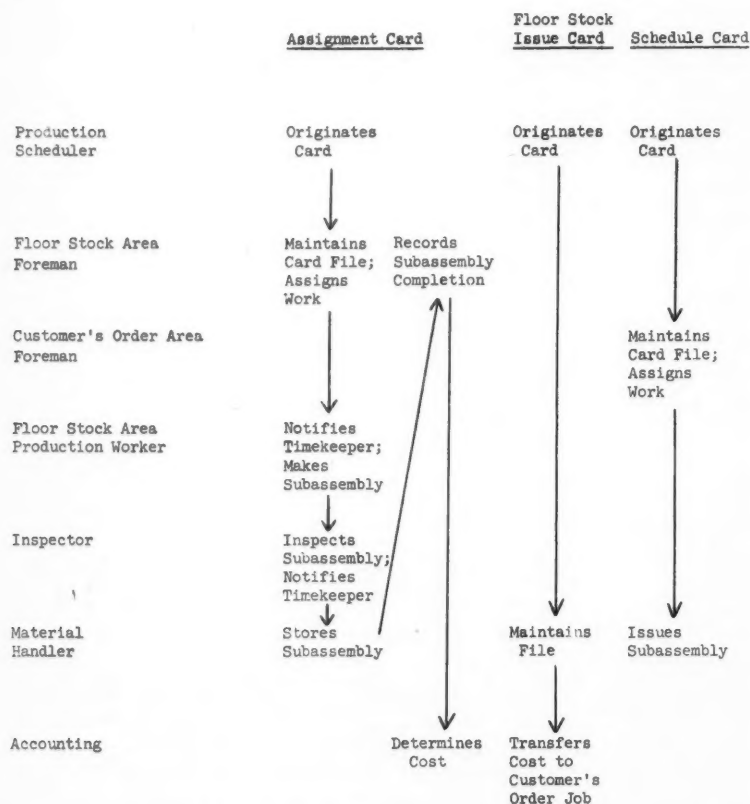 Floor Stock
Assignment Card Issue Card Schedule Card
Production Originates Originates Originates
Scheduler Card Card Card
Floor Stock Area Maintains Records
Foreman Card File; Subassembly
Assigns Completion
Work
Customer's Order Area Maintains
Foreman Card File;
Assigns
Work
Floor Stock Area Notifies
Production Worker Timekeeper;
Makes
Subassembly
Inspector Inspects
Subassembly;
Notifies
Timekeeper
Material Stores Maintains Issues
Handler Subassembly File Subassembly
Accounting Determines Transfers
Cost Cost to
Customer's
Order Job